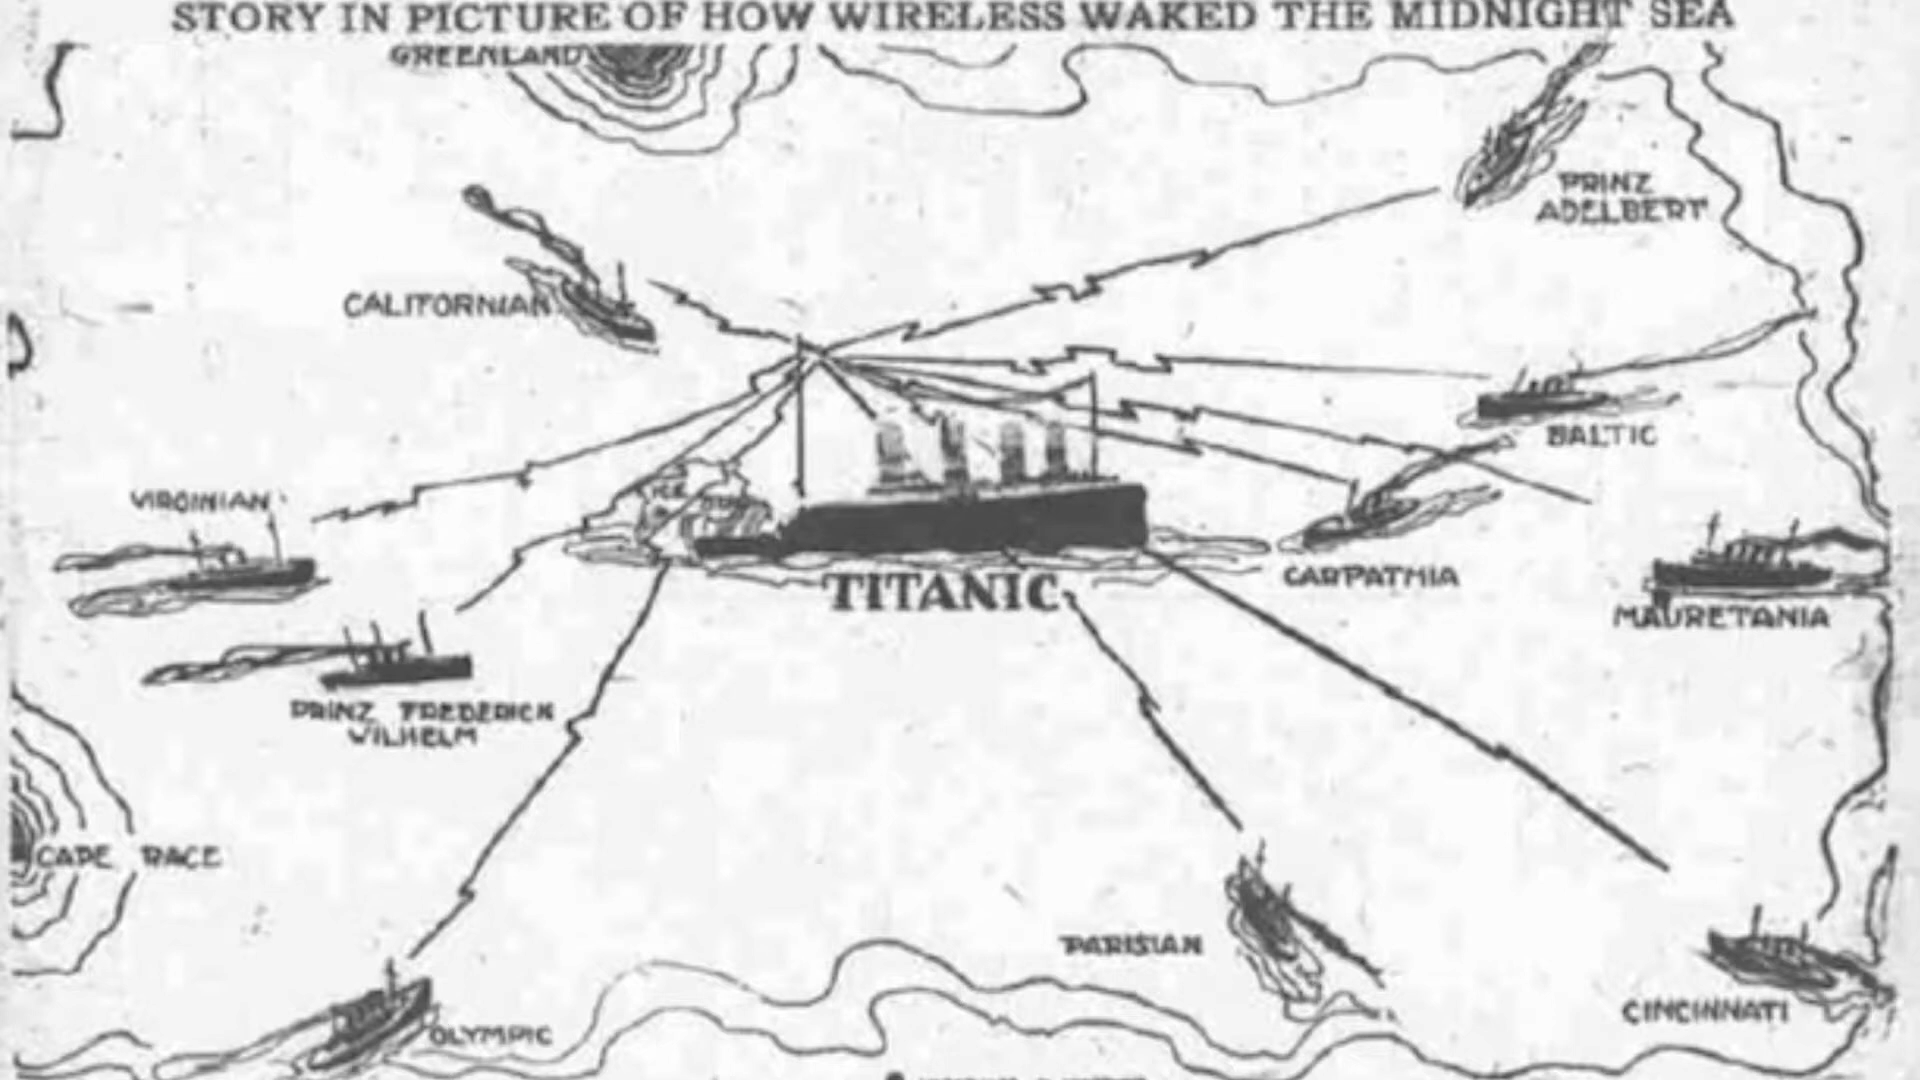 STORY IN PICTURE OF HOW WIRELESS WAKED THE MIDNIGHT SEA
GREENLAND
PRINZ
ADELBERT
CALIFORNIAN
BALTIC
VIRGINIAN
ICE
TITANIC
CARPATHIA
MAURETANIA
PRINZ FREDERICK
WILHELM
CAPE RACE
PARISIAN
CINCINNATI
OLYMPIC